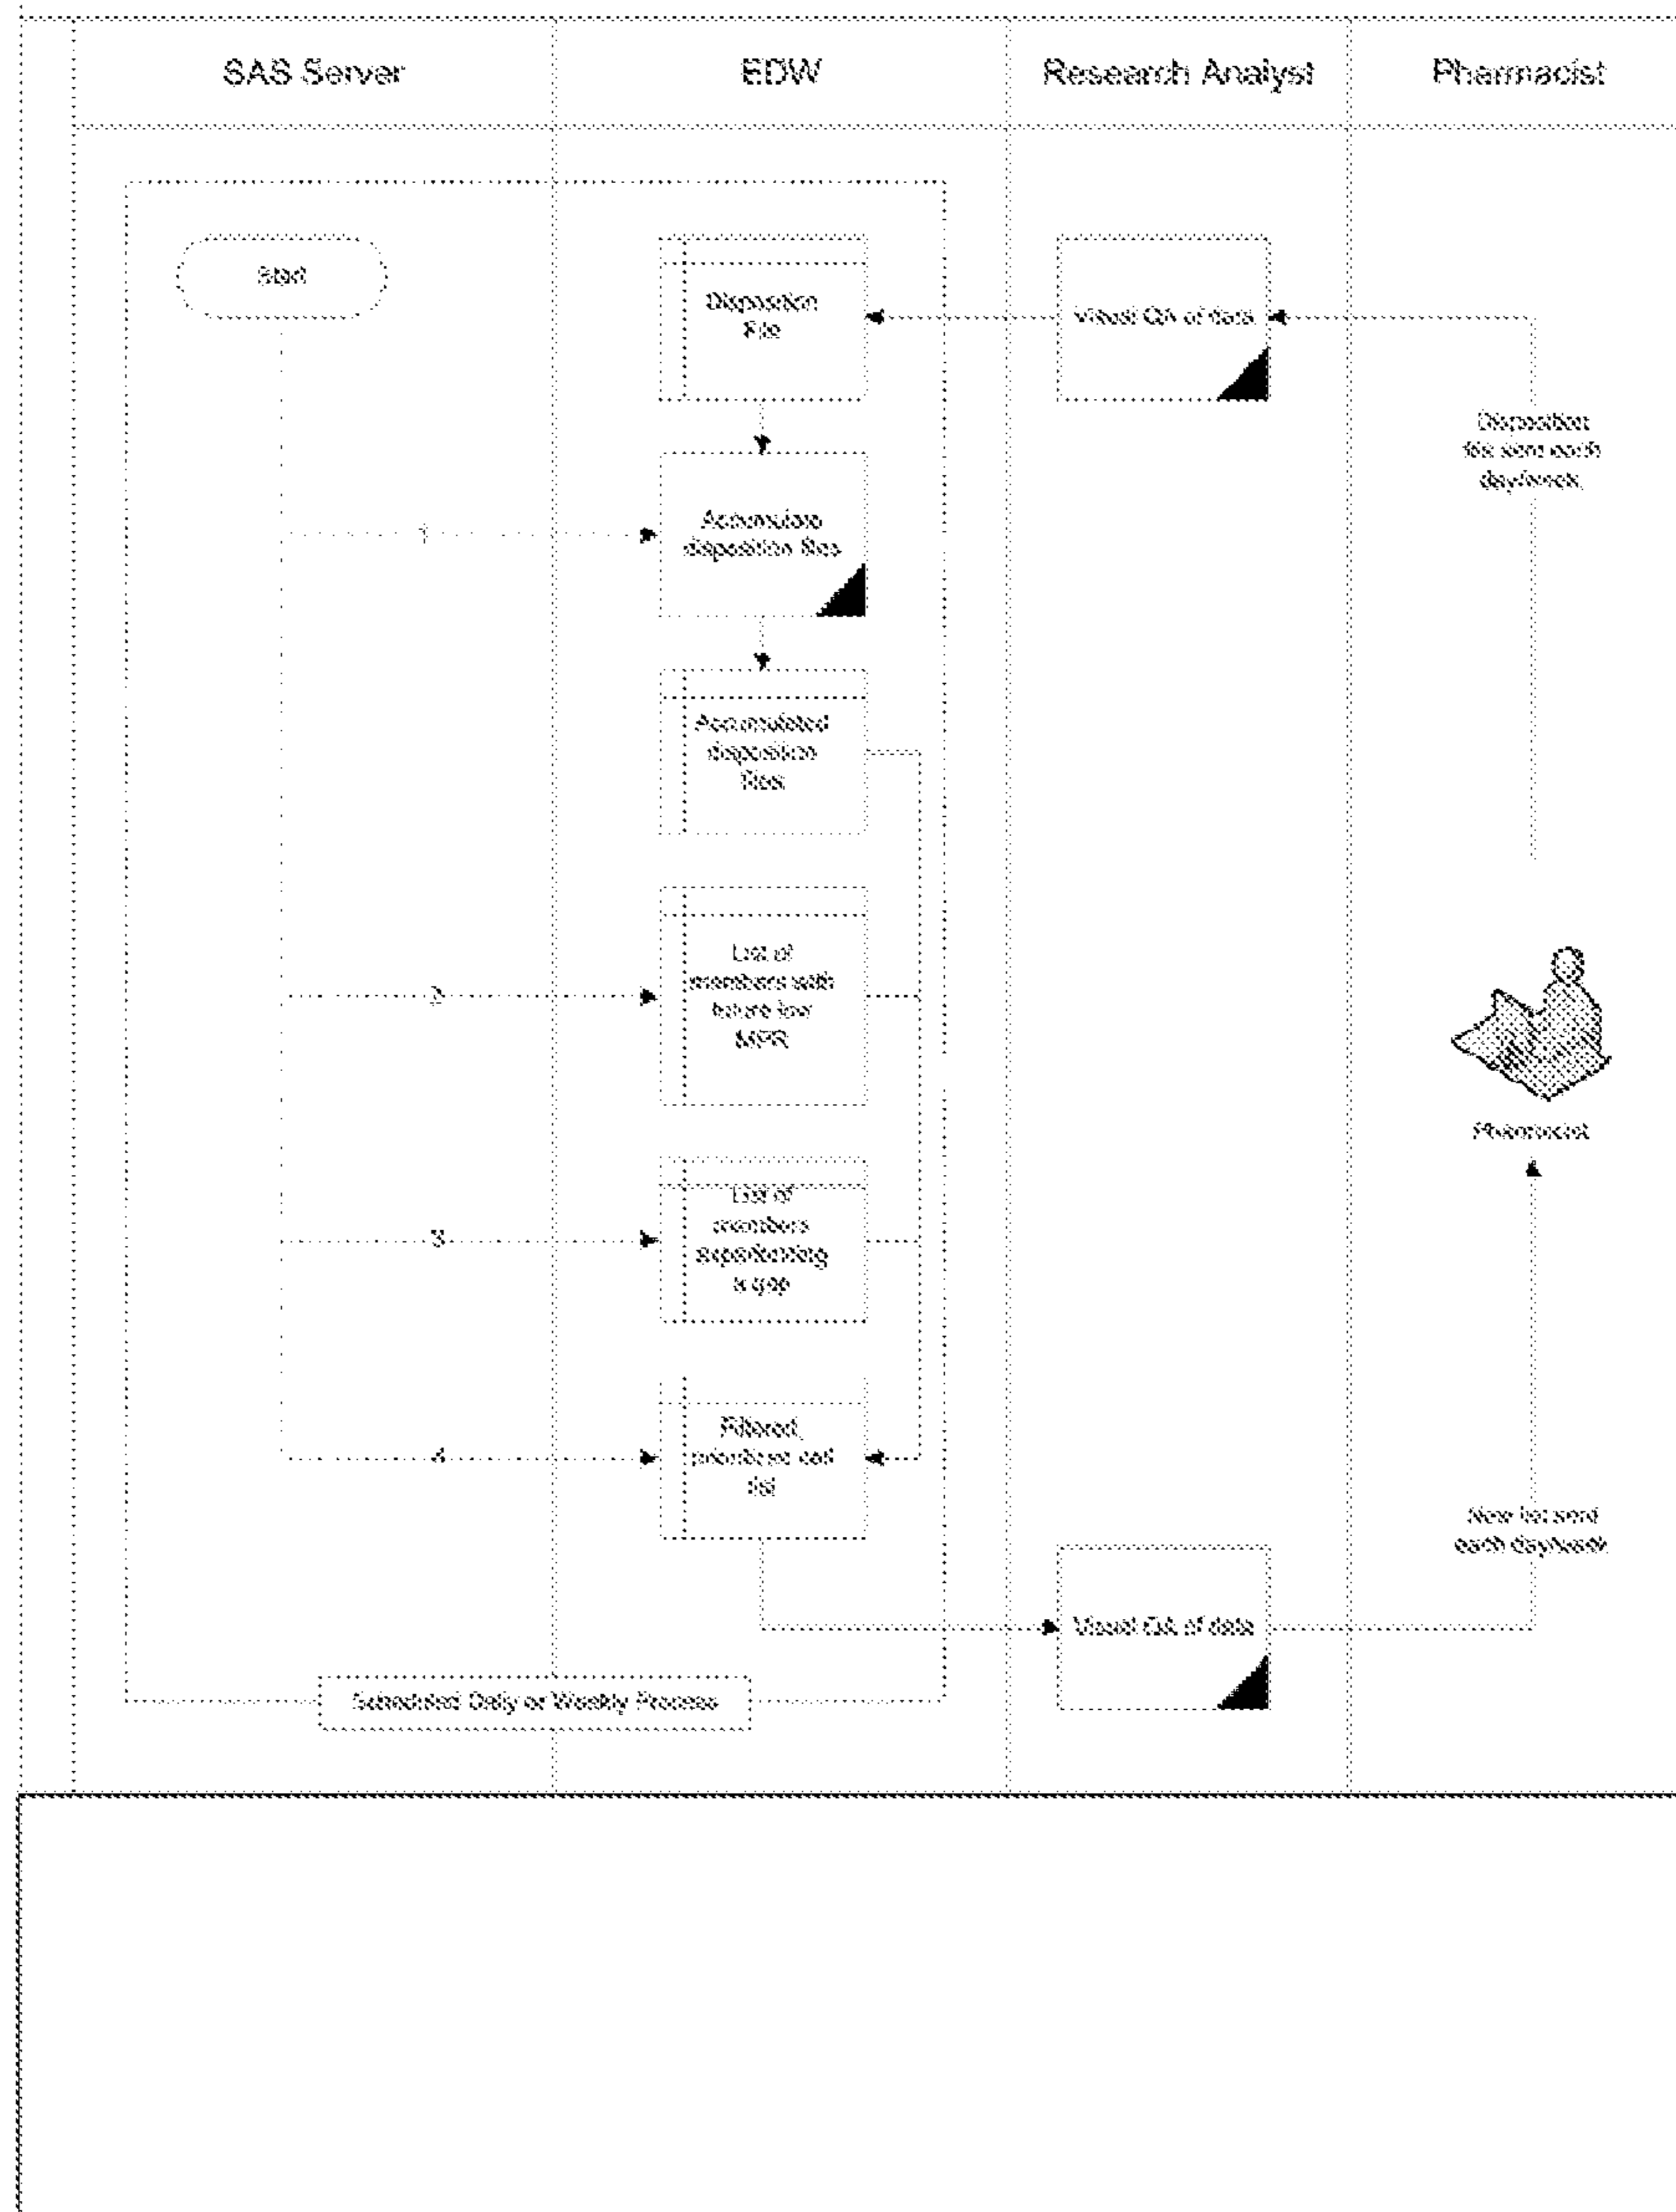 SAS Server
EDW
Research Analyst
Pharmacist
Start
Disposition
File
Visual QA of data
Disposition
file sent each
day/week
1
Accumulate
disposition files
Accumulated
disposition
files
2
List of
members with
future low
MPR
Pharmacist
3
List of
members
experiencing
a gap
4
Filtered,
prioritized call
list
New list sent
each day/week
Visual QA of data
Scheduled Daily or Weekly Process